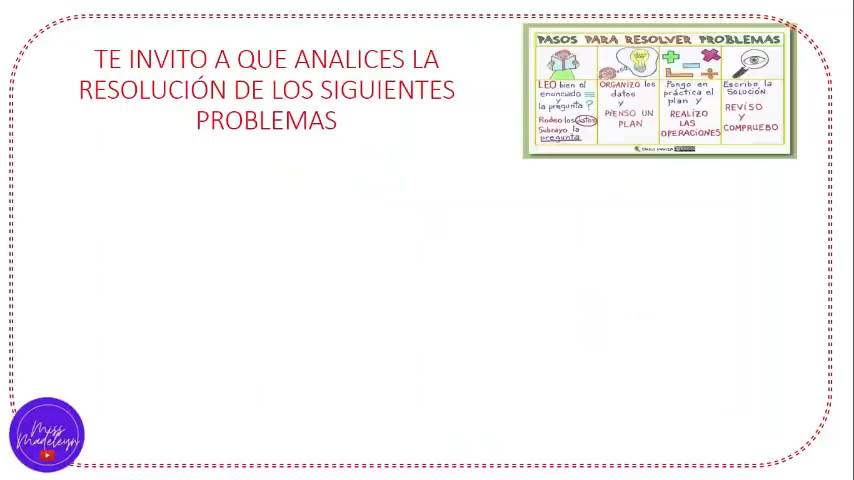 TE INVITO A QUE ANALICES LA
RESOLUCIÓN DE LOS SIGUIENTES
PROBLEMAS
PASOS PARA RESOLVER PROBLEMAS
LEO bien el
enunciado
y
la pregunta ?
Rodeo los datos
Subrayo la
pregunta
ORGANIZO los
datos
y
PIENSO UN
PLAN
Pongo en
práctica el
plan y
REALIZO
LAS
OPERACIONES
Escribo la
SOLUCIÓN.
REVISO
Y
COMPRUEBO
Miss
Madeleyn